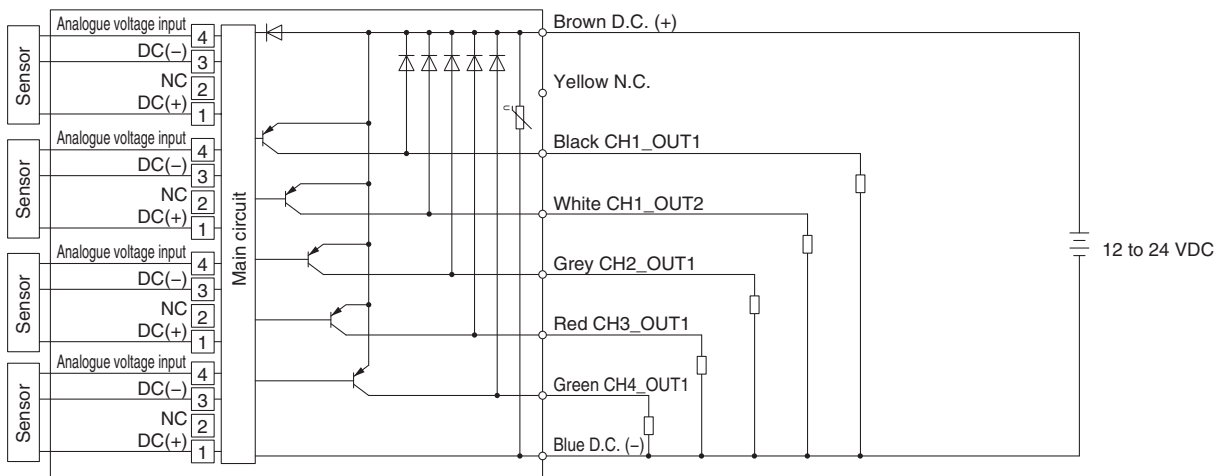 Sensor
Analogue voltage input
4
DC(−)
3
NC
2
DC(+)
1
Sensor
Analogue voltage input
4
DC(−)
3
NC
2
DC(+)
1
Sensor
Analogue voltage input
4
DC(−)
3
NC
2
DC(+)
1
Sensor
Analogue voltage input
4
DC(−)
3
NC
2
DC(+)
1
Main circuit
Brown D.C. (+)
Yellow N.C.
Black CH1_OUT1
White CH1_OUT2
Grey CH2_OUT1
Red CH3_OUT1
Green CH4_OUT1
Blue D.C. (−)
12 to 24 VDC